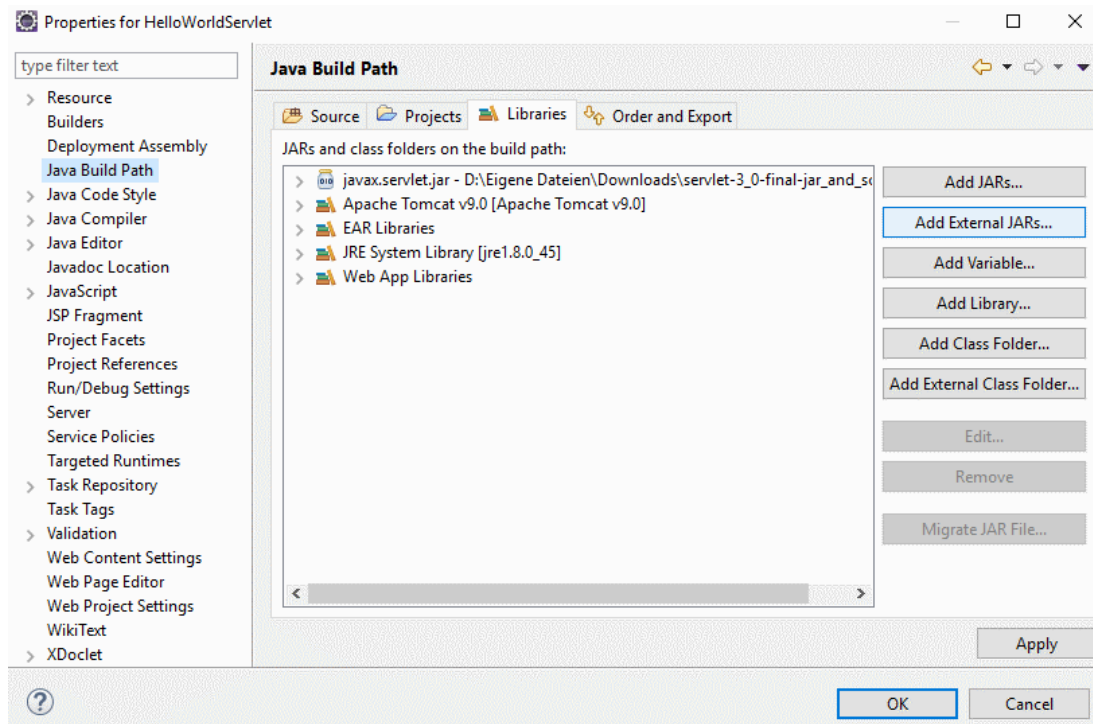 Properties for HelloWorldServlet
type filter text
Resource
Builders
Deployment Assembly
Java Build Path
Java Code Style
Java Compiler
Java Editor
Javadoc Location
JavaScript
JSP Fragment
Project Facets
Project References
Run/Debug Settings
Server
Service Policies
Targeted Runtimes
Task Repository
Task Tags
Validation
Web Content Settings
Web Page Editor
Web Project Settings
WikiText
XDoclet
Java Build Path
Source Projects Libraries Order and Export
JARs and class folders on the build path:
javax.servlet.jar - D:\Eigene Dateien\Downloads\servlet-3_0-final-jar_and_sc
Apache Tomcat v9.0 [Apache Tomcat v9.0]
EAR Libraries
JRE System Library [jre1.8.0_45]
Web App Libraries
Add JARs...
Add External JARs...
Add Variable...
Add Library...
Add Class Folder...
Add External Class Folder...
Edit...
Remove
Migrate JAR File...
Apply
OK Cancel